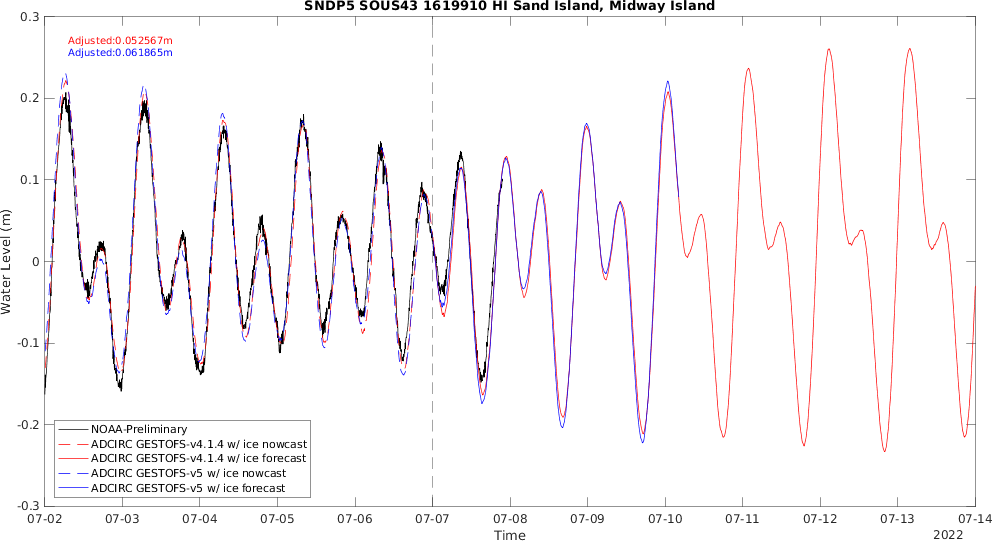 SNDP5 SOUS43 1619910 HI Sand Island, Midway Island
Adjusted:0.052567m
Adjusted:0.061865m
0.3
0.2
0.1
0
-0.1
-0.2
-0.3
Water Level (m)
NOAA-Preliminary
ADCIRC GESTOFS-v4.1.4 w/ ice nowcast
ADCIRC GESTOFS-v4.1.4 w/ ice forecast
ADCIRC GESTOFS-v5 w/ ice nowcast
ADCIRC GESTOFS-v5 w/ ice forecast
07-02 07-03 07-04 07-05 07-06 07-07 07-08 07-09 07-10 07-11 07-12 07-13 07-14
Time
2022